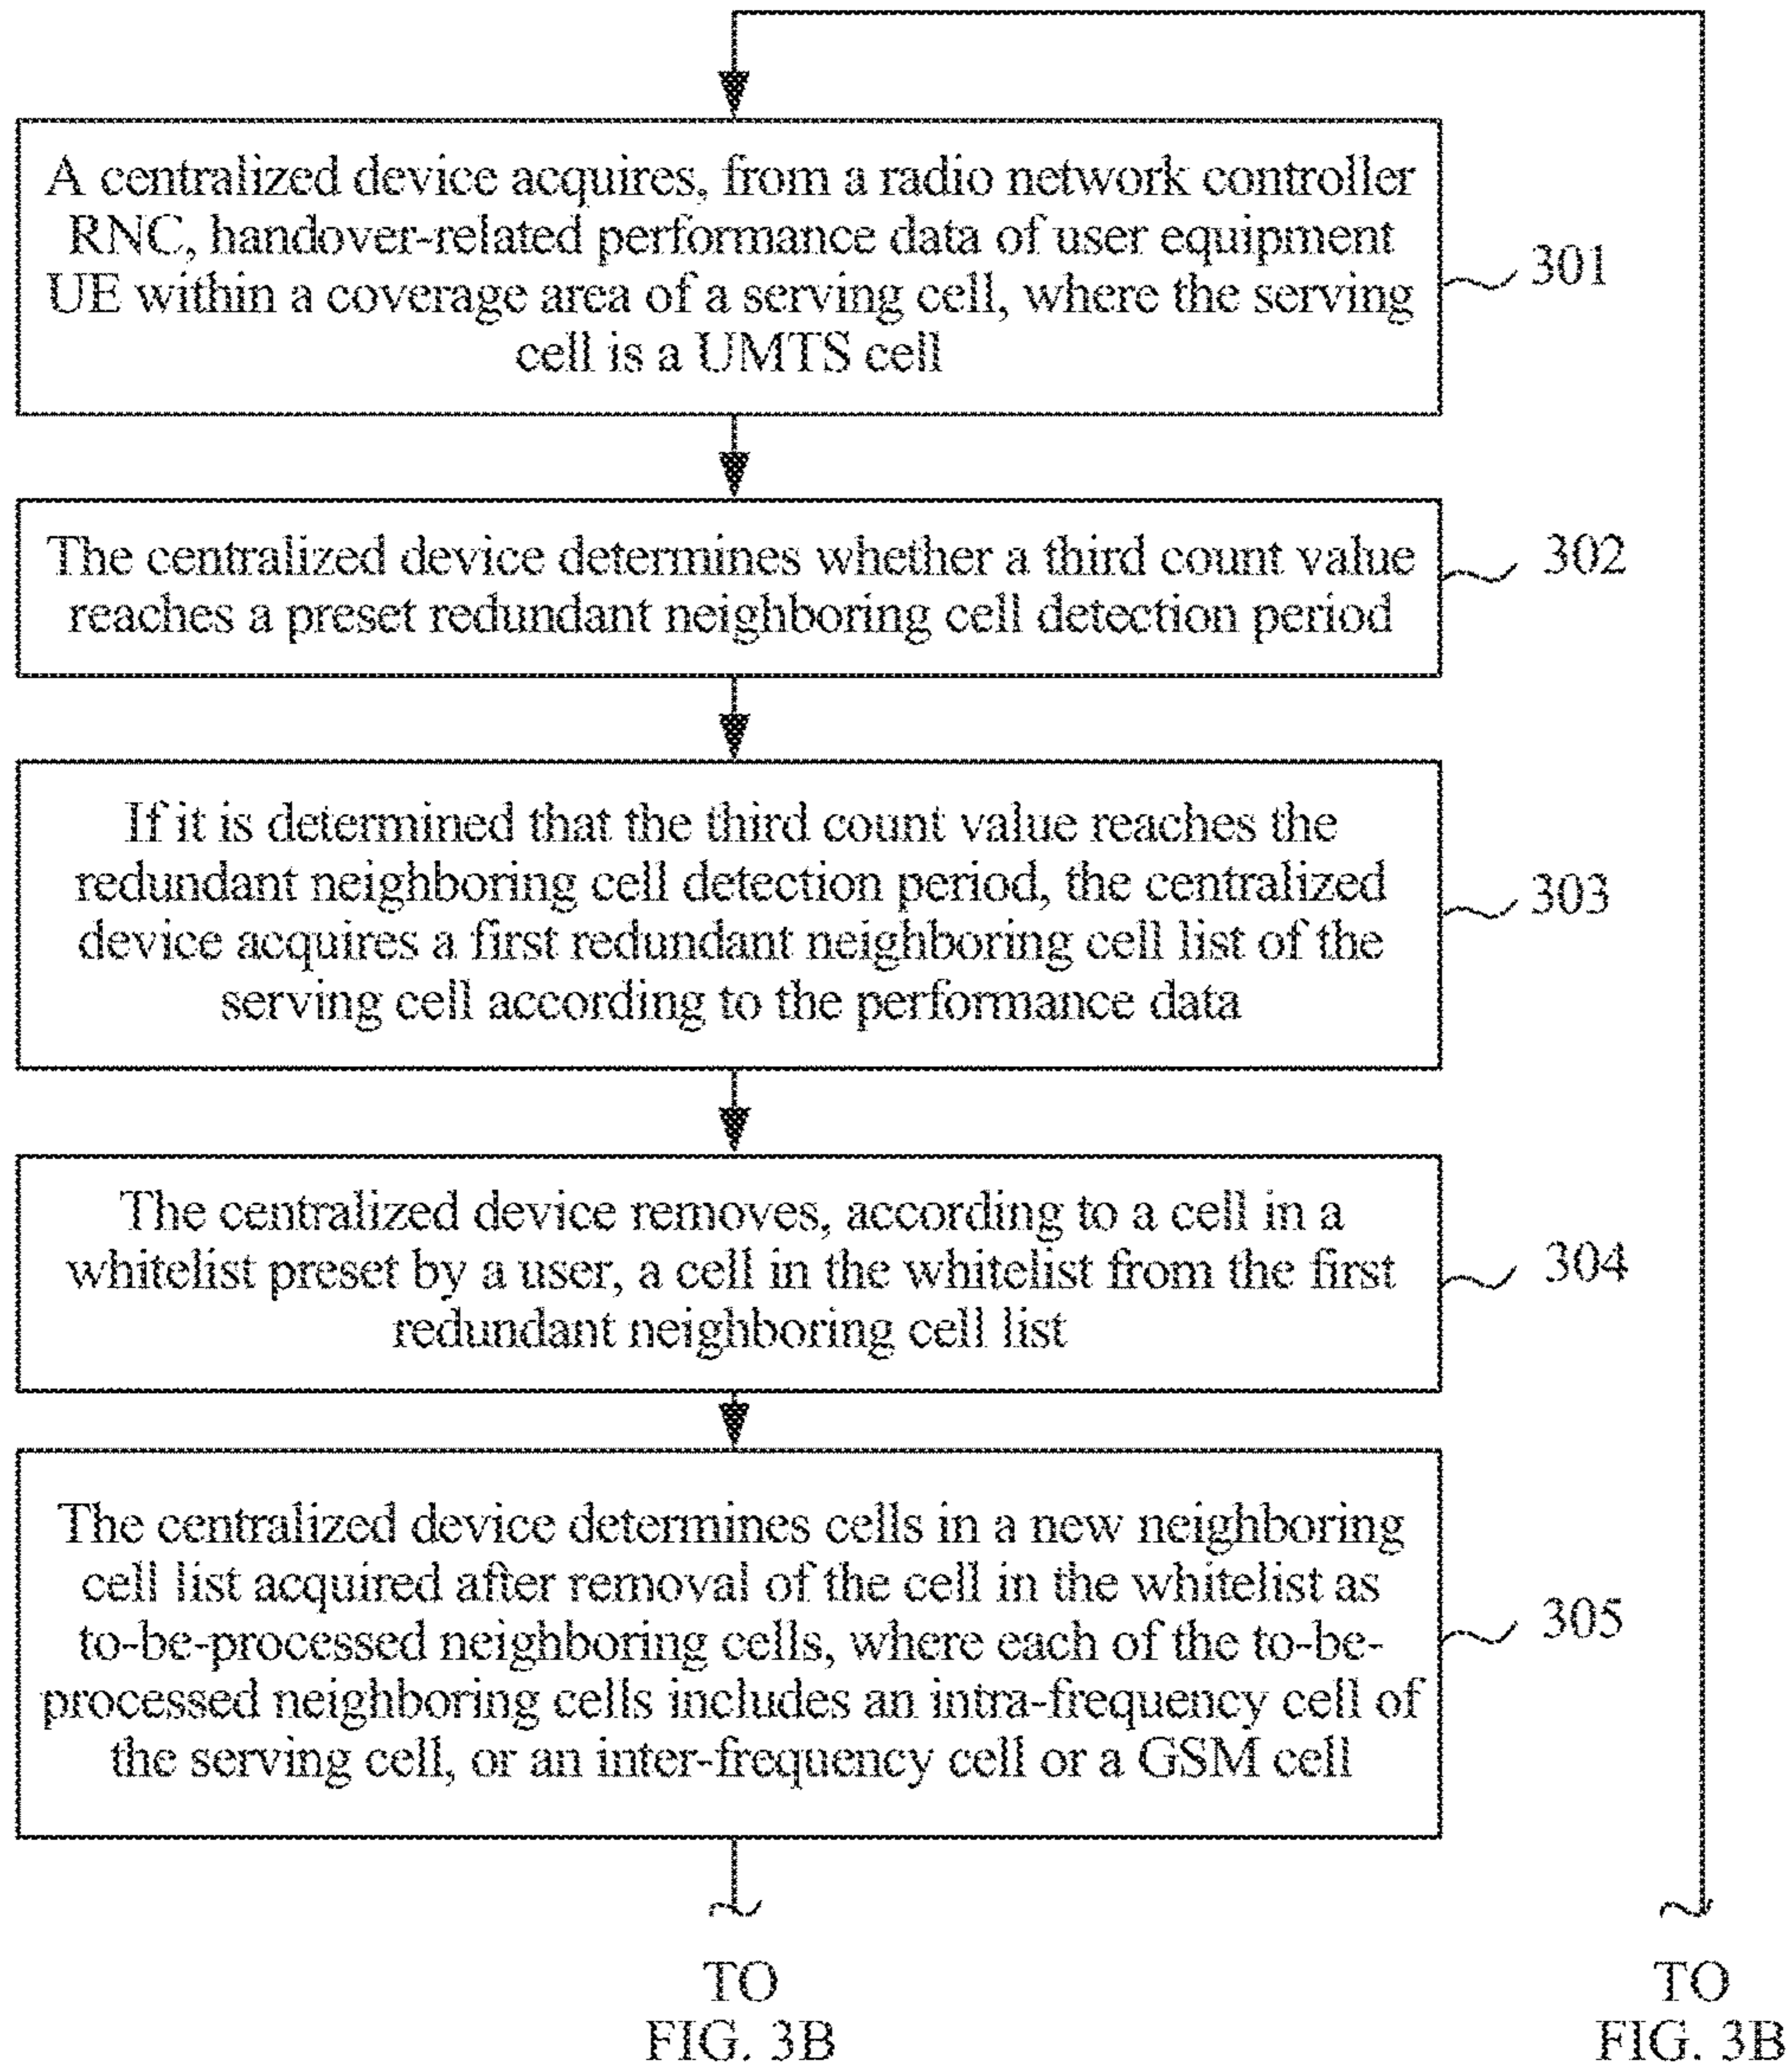 A centralized device acquires, from a radio network controller
RNC, handover-related performance data of user equipment
UE within a coverage area of a serving cell, where the serving
cell is a UMTS cell
301
The centralized device determines whether a third count value
reaches a preset redundant neighboring cell detection period
302
If it is determined that the third count value reaches the
redundant neighboring cell detection period, the centralized
device acquires a first redundant neighboring cell list of the
serving cell according to the performance data
303
The centralized device removes, according to a cell in a
whitelist preset by a user, a cell in the whitelist from the first
redundant neighboring cell list
304
The centralized device determines cells in a new neighboring
cell list acquired after removal of the cell in the whitelist as
to-be-processed neighboring cells, where each of the to-be-
processed neighboring cells includes an intra-frequency cell of
the serving cell, or an inter-frequency cell or a GSM cell
305
TO
FIG. 3B
TO
FIG. 3B